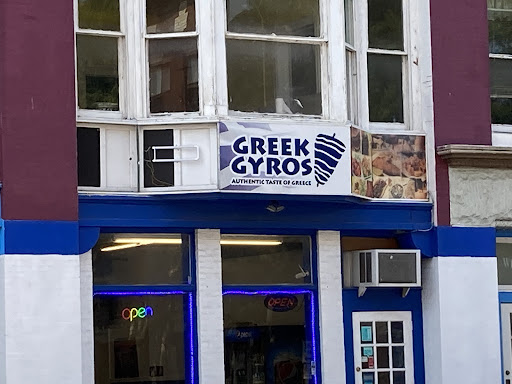 GREEK
GYROS
AUTHENTIC TASTE OF GREECE
open
OPEN